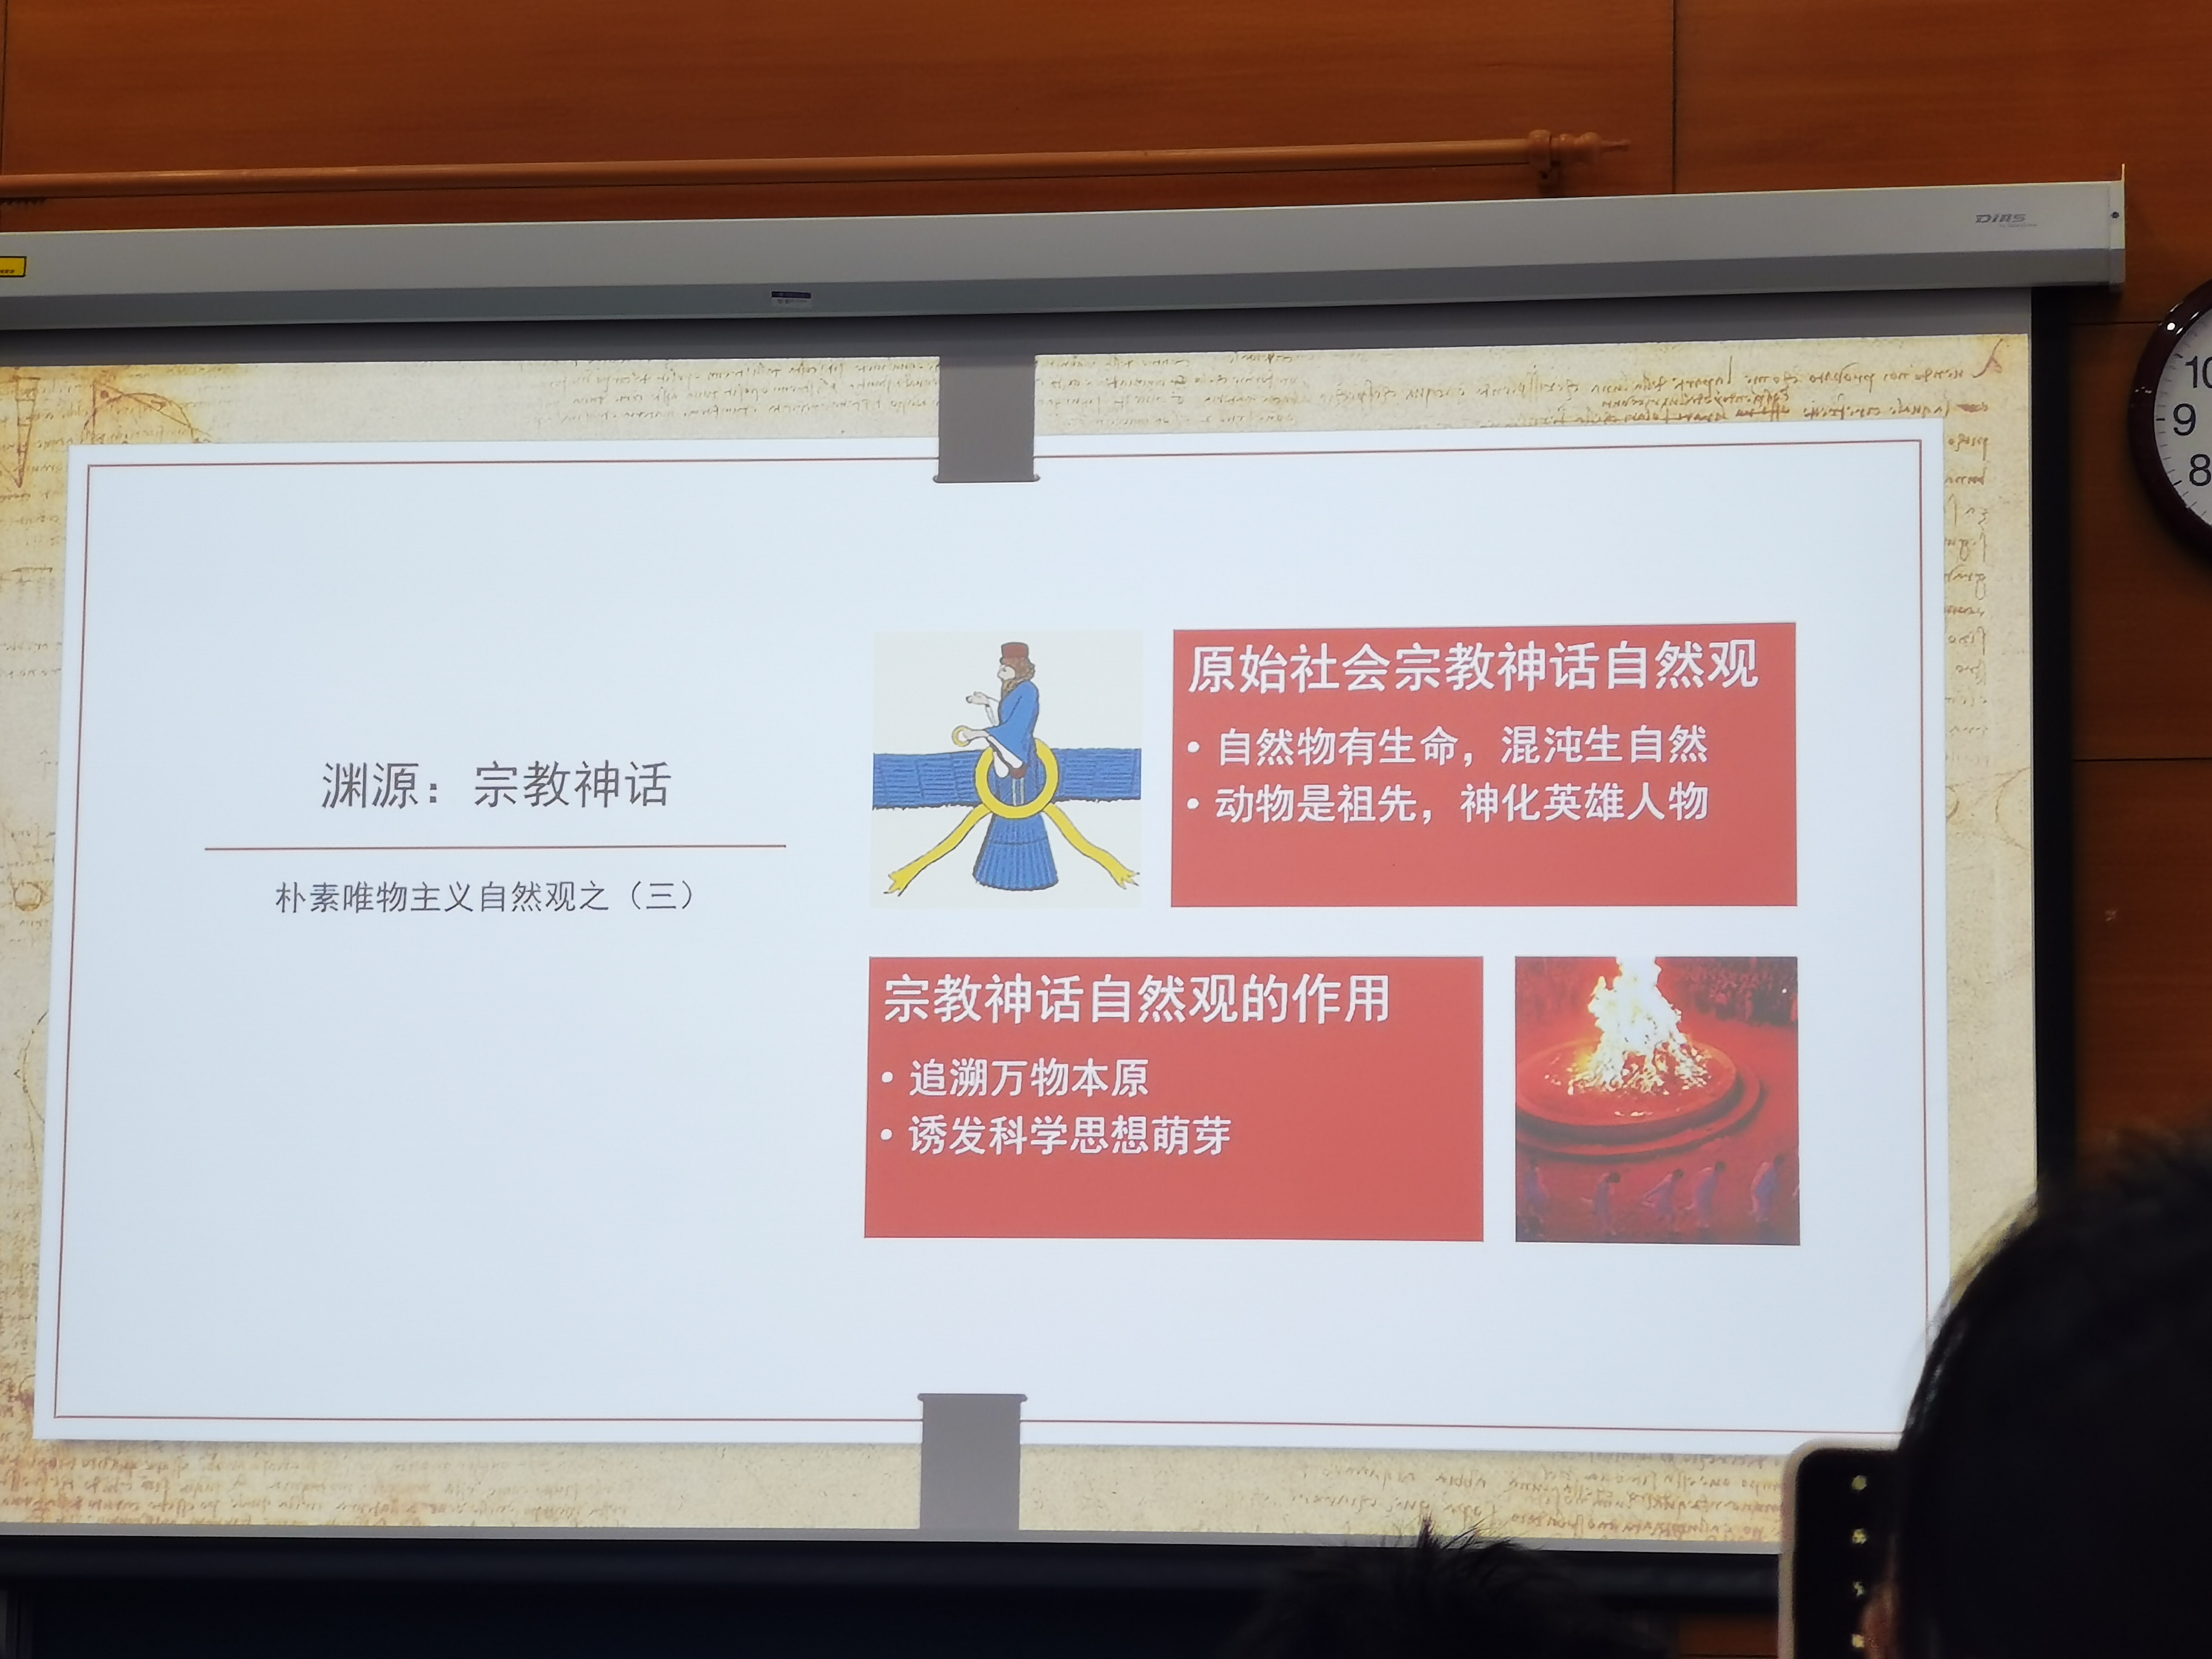 DIAS
10
9
8
渊源：宗教神话
朴素唯物主义自然观之（三）
原始社会宗教神话自然观
• 自然物有生命，混沌生自然
• 动物是祖先，神化英雄人物
宗教神话自然观的作用
• 追溯万物本原
• 诱发科学思想萌芽